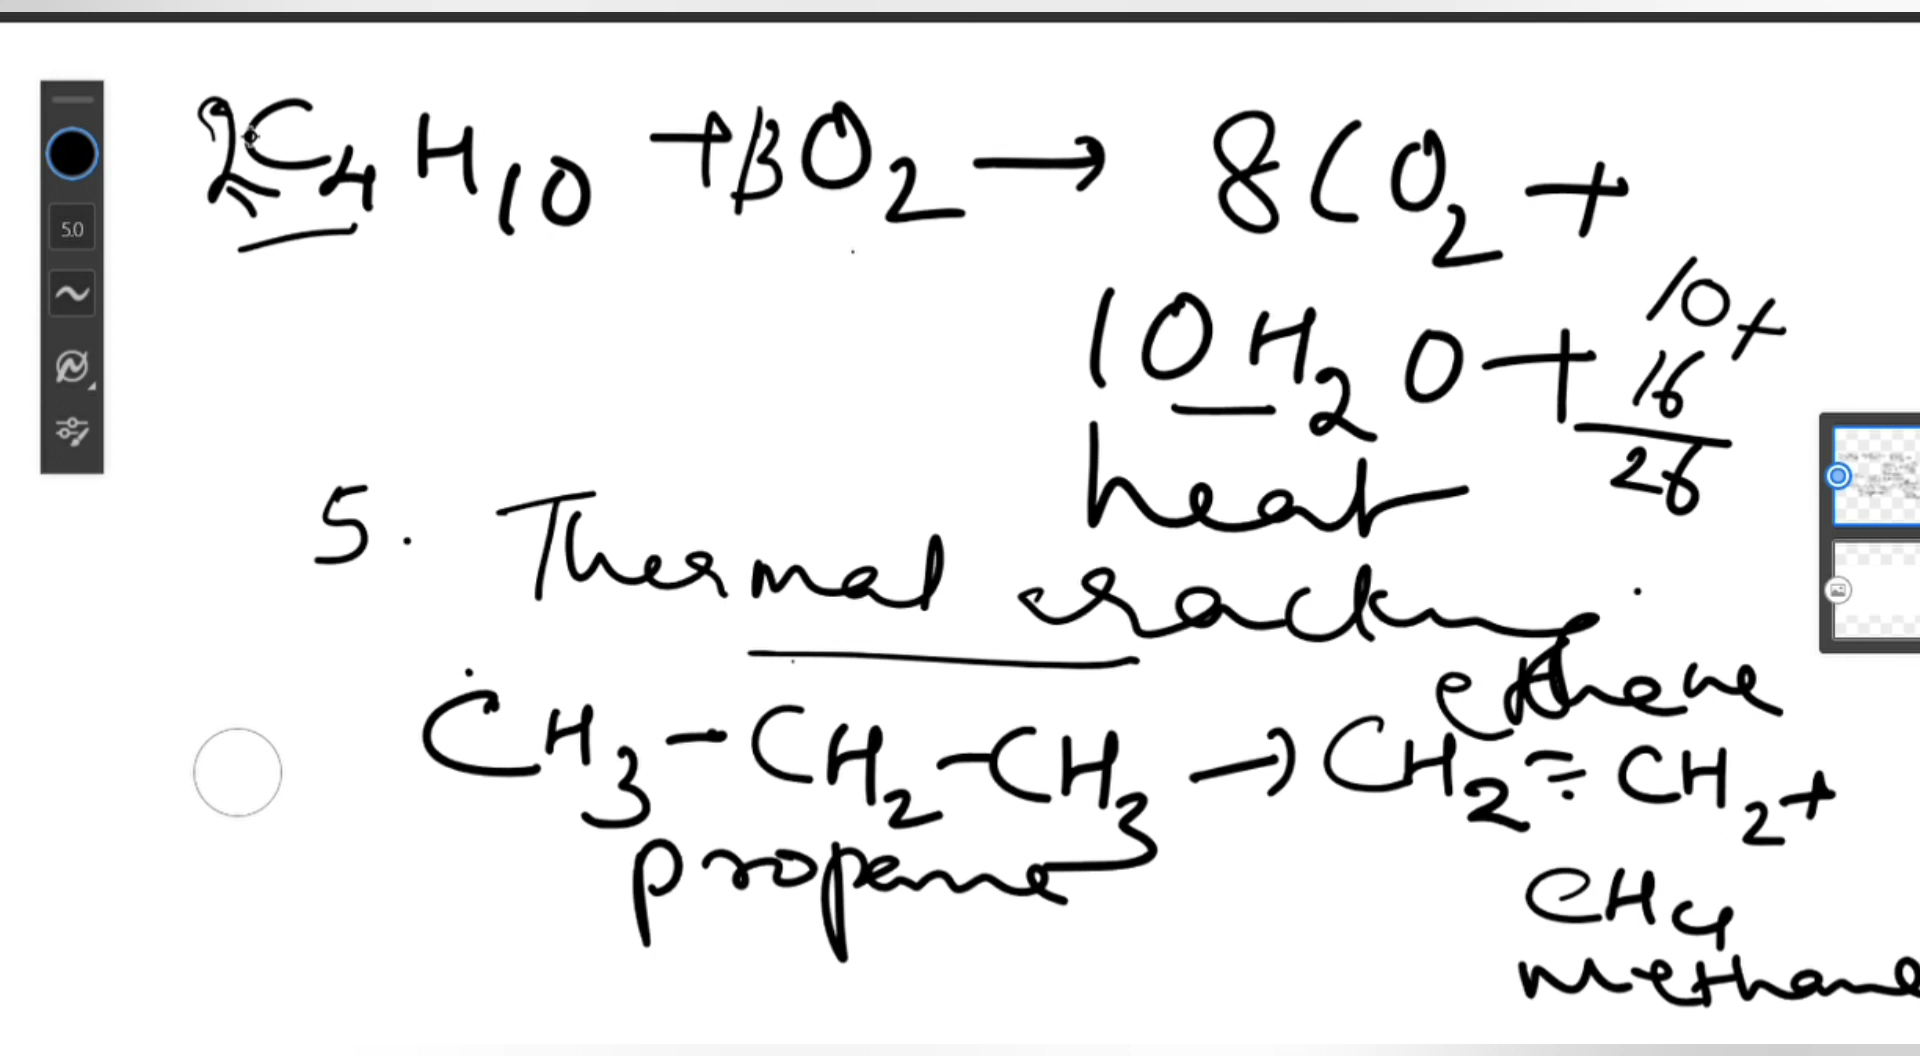 2C₄H₁₀ + 13O₂ → 8CO₂ +
10H₂O + heat
10+
16
26
5. Thermal cracking
CH₃-CH₂-CH₃ → CH₂=CH₂+
propane
ethene
CH₄
methane
5.0